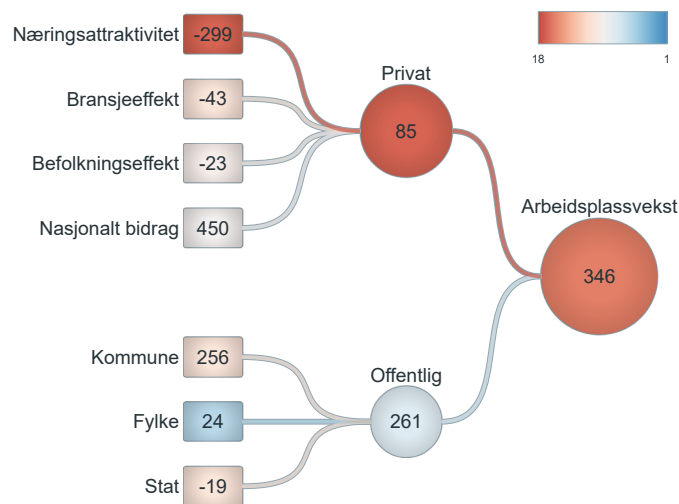 Næringsattraktivitet -299
Bransjeeffekt -43
Befolkningseffekt -23
Nasjonalt bidrag 450
Privat
85
Kommune 256
Fylke 24
Stat -19
Offentlig
261
Arbeidsplassvekst
346
18 1